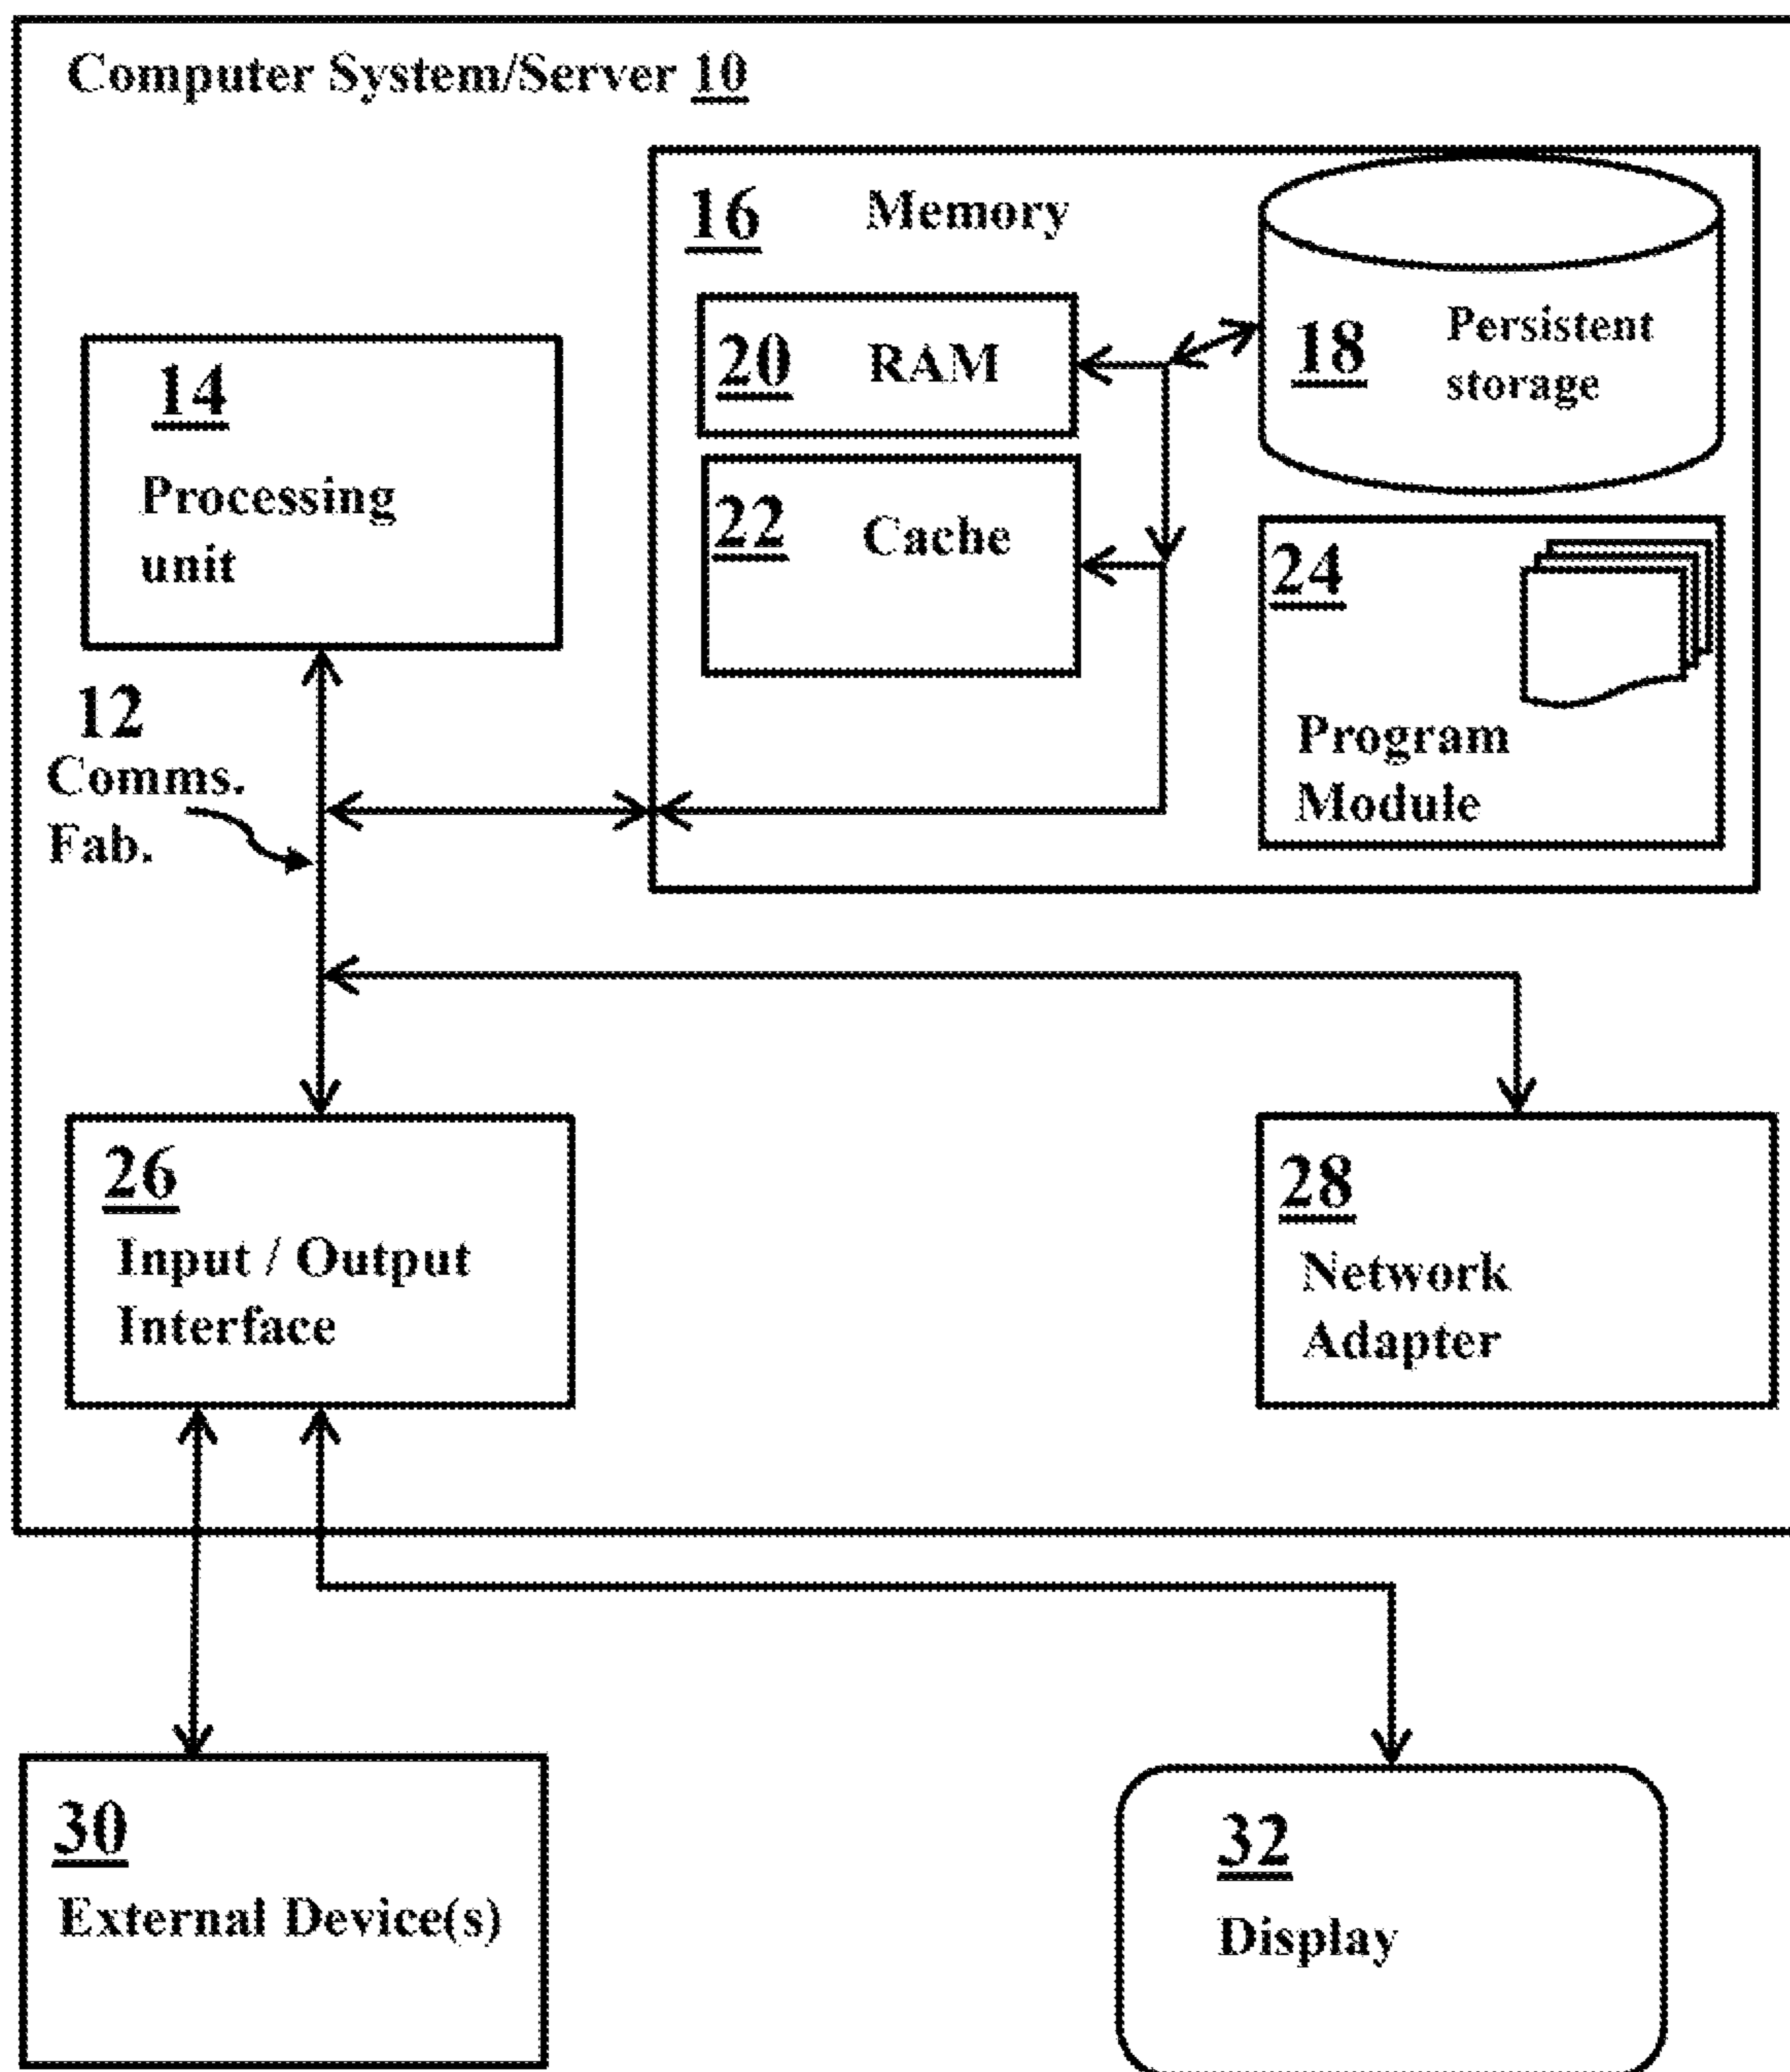 Computer System/Server 10
16 Memory
20 RAM
18 Persistent
storage
22 Cache
24
Program
Module
14
Processing
unit
12
Comms.
Fab.
26
Input / Output
Interface
28
Network
Adapter
30
External Device(s)
32
Display